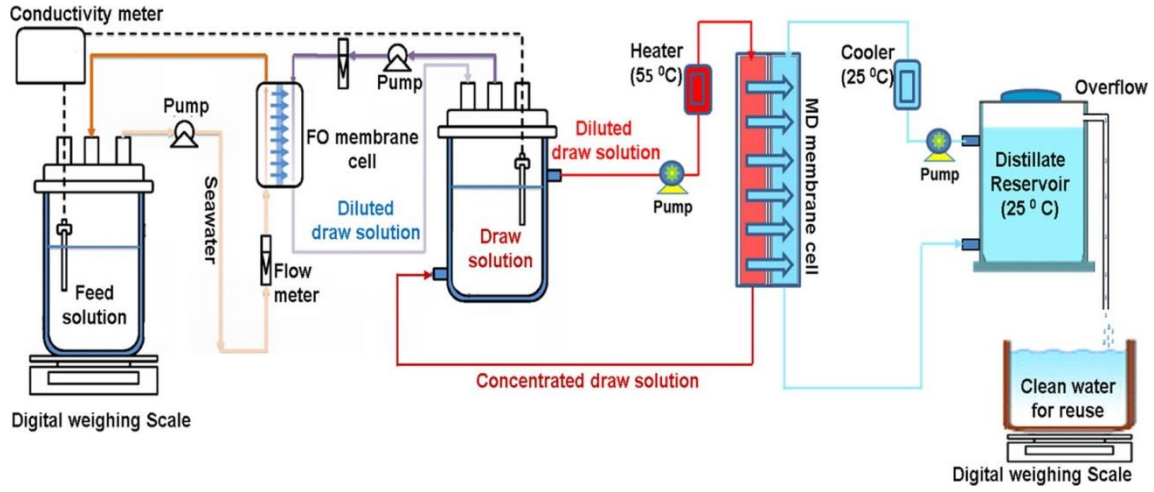 Conductivity meter
Pump
Seawater
Feed
solution
Digital weighing Scale
FO membrane
cell
Flow
meter
Pump
Diluted
draw solution
Draw
solution
Diluted
draw solution
Pump
Heater
(55 ⁰C)
MD membrane cell
Concentrated draw solution
Cooler
(25 ⁰C)
Pump
Overflow
Distillate
Reservoir
(25 ⁰ C)
Clean water
for reuse
Digital weighing Scale